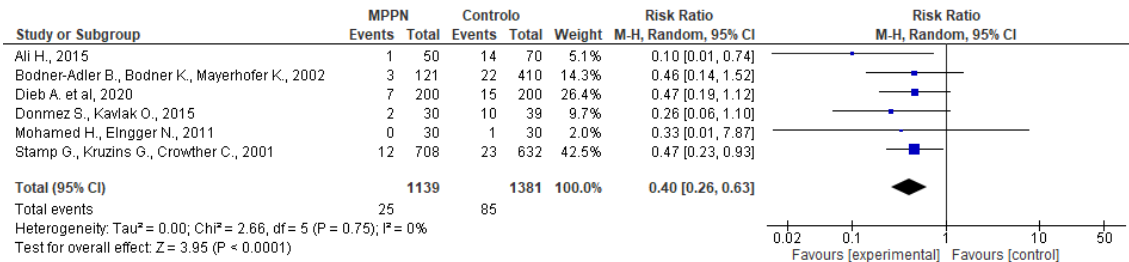 MPPN Controlo Risk Ratio Risk Ratio
Study or Subgroup Events Total Events Total Weight M-H, Random, 95% CI M-H, Random, 95% CI
Ali H., 2015 1 50 14 70 5.1% 0.10 [0.01, 0.74]
Bodner-Adler B., Bodner K., Mayerhofer K., 2002 3 121 22 410 14.3% 0.46 [0.14, 1.52]
Dieb A. et al, 2020 7 200 15 200 26.4% 0.47 [0.19, 1.12]
Donmez S., Kavlak O., 2015 2 30 10 39 9.7% 0.26 [0.06, 1.10]
Mohamed H., Elngger N., 2011 0 30 1 30 2.0% 0.33 [0.01, 7.87]
Stamp G., Kruzins G., Crowther C., 2001 12 708 23 632 42.5% 0.47 [0.23, 0.93]
Total (95% CI) 1139 1381 100.0% 0.40 [0.26, 0.63]
Total events 25 85
Heterogeneity: Tau² = 0.00; Chi² = 2.66, df = 5 (P = 0.75); I² = 0%
Test for overall effect: Z = 3.95 (P < 0.0001)
0.02 0.1 1 10 50
Favours [experimental] Favours [control]